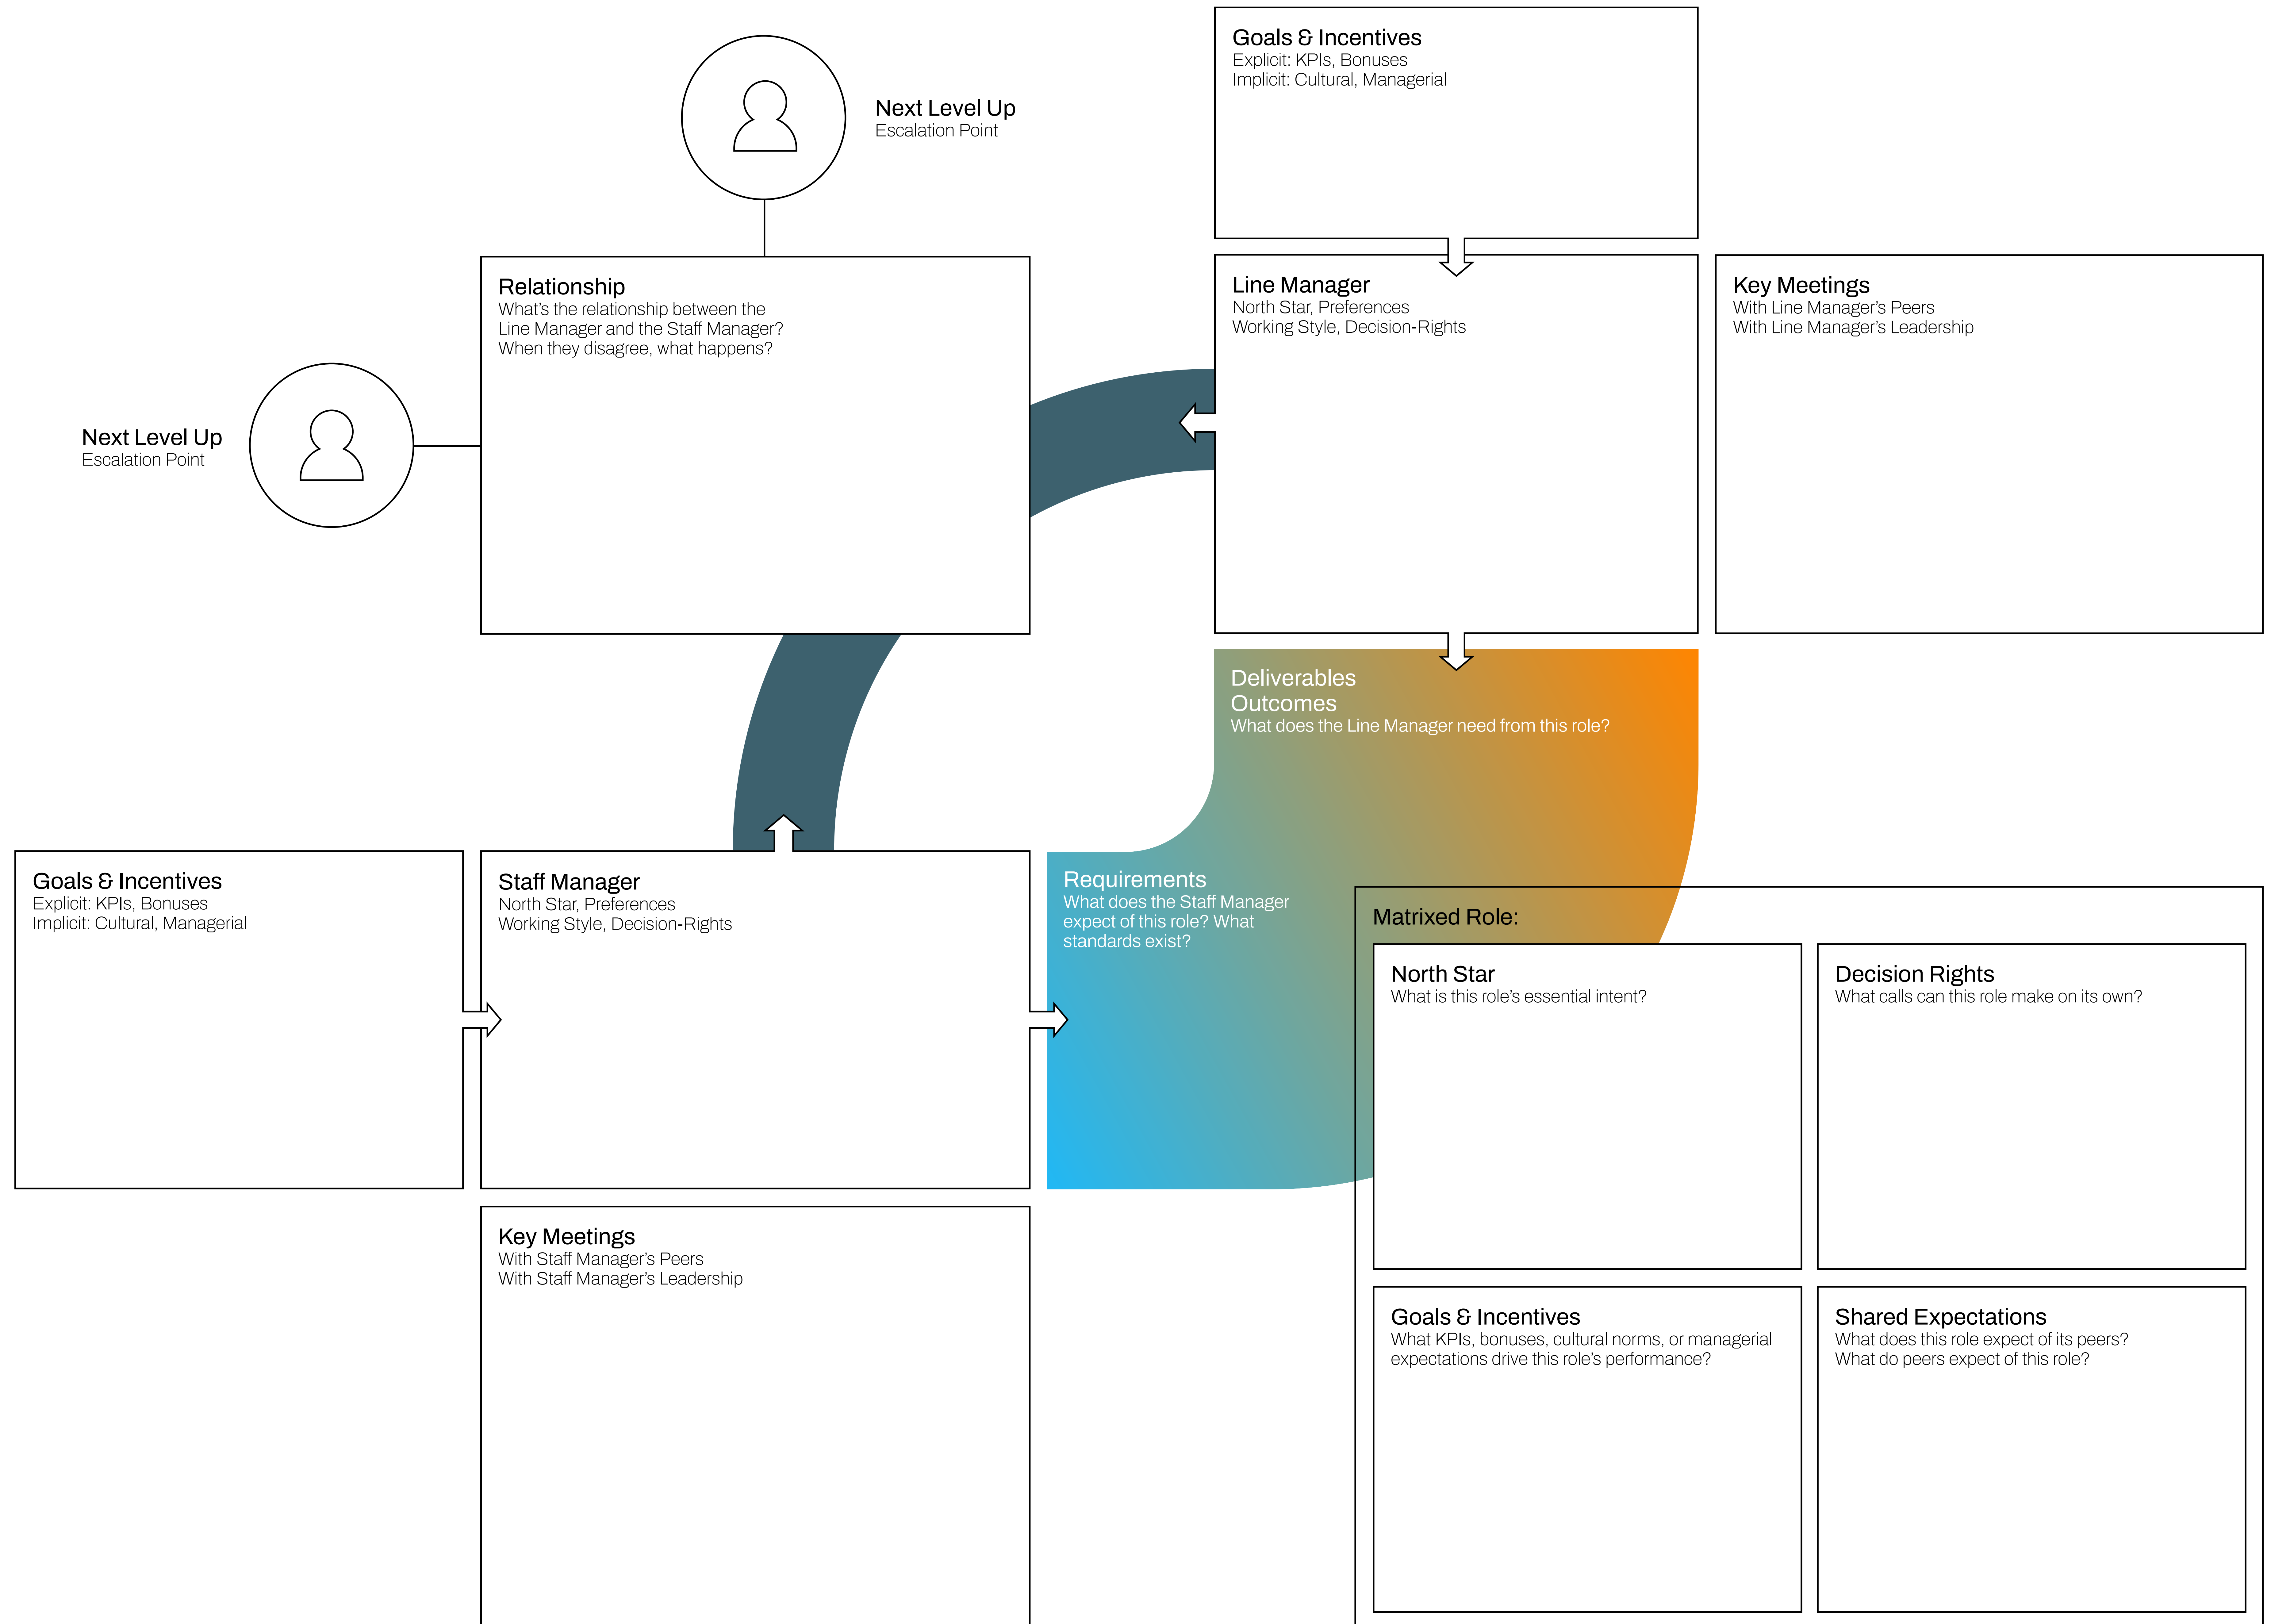 Goals & Incentives
Explicit: KPIs, Bonuses
Implicit: Cultural, Managerial
Next Level Up
Escalation Point
Relationship
What’s the relationship between the
Line Manager and the Staff Manager?
When they disagree, what happens?
Line Manager
North Star, Preferences
Working Style, Decision-Rights
Key Meetings
With Line Manager’s Peers
With Line Manager’s Leadership
Next Level Up
Escalation Point
Deliverables
Outcomes
What does the Line Manager need from this role?
Goals & Incentives
Explicit: KPIs, Bonuses
Implicit: Cultural, Managerial
Staff Manager
North Star, Preferences
Working Style, Decision-Rights
Requirements
What does the Staff Manager
expect of this role? What
standards exist?
Matrixed Role:
North Star
What is this role’s essential intent?
Decision Rights
What calls can this role make on its own?
Key Meetings
With Staff Manager’s Peers
With Staff Manager’s Leadership
Goals & Incentives
What KPIs, bonuses, cultural norms, or managerial
expectations drive this role’s performance?
Shared Expectations
What does this role expect of its peers?
What do peers expect of this role?